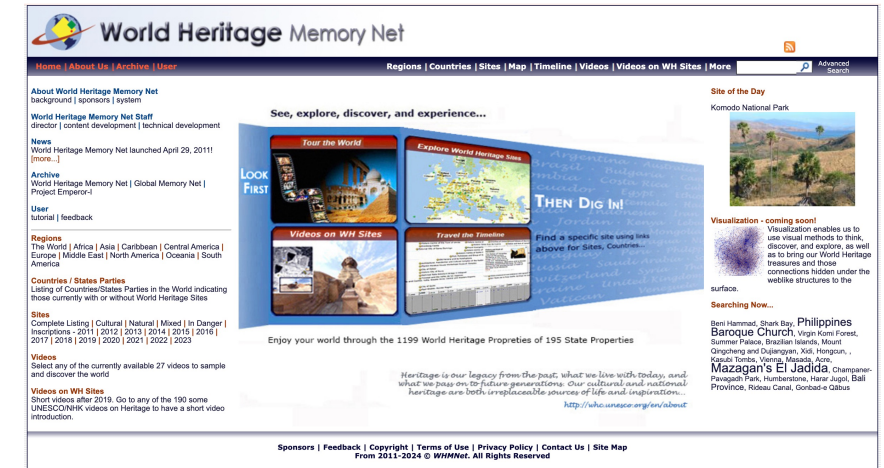 World Heritage Memory Net
Home | About Us | Archive | User
Regions | Countries | Sites | Map | Timeline | Videos | Videos on WH Sites | More
Advanced
Search
About World Heritage Memory Net
background | sponsors | system
World Heritage Memory Net Staff
director | content development | technical development
News
World Heritage Memory Net launched April 29, 2011!
[more...]
Archive
World Heritage Memory Net | Global Memory Net |
Project Emperor-I
User
tutorial | feedback
Regions
The World | Africa | Asia | Caribbean | Central America |
Europe | Middle East | North America | Oceania | South
America
Countries / States Parties
Listing of Countries/States Parties in the World indicating
those currently with or without World Heritage Sites
Sites
Complete Listing | Cultural | Natural | Mixed | In Danger |
Inscriptions - 2011 | 2012 | 2013 | 2014 | 2015 | 2016 |
2017 | 2018 | 2019 | 2020 | 2021 | 2022 | 2023
Videos
Select any of the currently available 27 videos to sample
and discover the world
Videos on WH Sites
Short videos after 2019. Go to any of the 190 some
UNESCO/NHK videos on Heritage to have a short video
introduction.
See, explore, discover, and experience...
LOOK
FIRST
Tour the World
Explore World Heritage Sites
Videos on WH Sites
Travel the Timeline
THEN DIG IN!
Find a specific site using links
above for Sites, Countries...
Enjoy your world through the 1199 World Heritage Propreties of 195 State Properties
Heritage is our legacy from the past, what we live with today, and
what we pass on to future generations. Our cultural and natural
heritage are both irreplaceable sources of life and inspiration...
http://whc.unesco.org/en/about
Site of the Day
Komodo National Park
Visualization - coming soon!
Visualization enables us to
use visual methods to think,
discover, and explore, as well
as to bring our World Heritage
treasures and those
connections hidden under the
weblike structures to the
surface.
Searching Now...
Beni Hammad, Shark Bay, Philippines
Baroque Church, Virgin Komi Forest,
Summer Palace, Brazilian Islands, Mount
Qingcheng and Dujiangyan, Xidi, Hongcun, ,
Kasubi Tombs, Vienna, Masada, Acre,
Mazagan's El Jadida, Champaner-
Pavagadh Park, Humberstone, Harar Jugol, Bali
Province, Rideau Canal, Gonbad-e Qābus
Sponsors | Feedback | Copyright | Terms of Use | Privacy Policy | Contact Us | Site Map
From 2011-2024 © WHMNet. All Rights Reserved